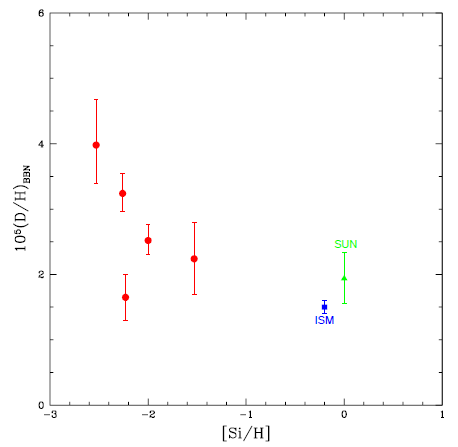 6
4
2
0
10⁵(D/H)BBN
SUN
ISM
-3 -2 -1 0 1
[Si/H]